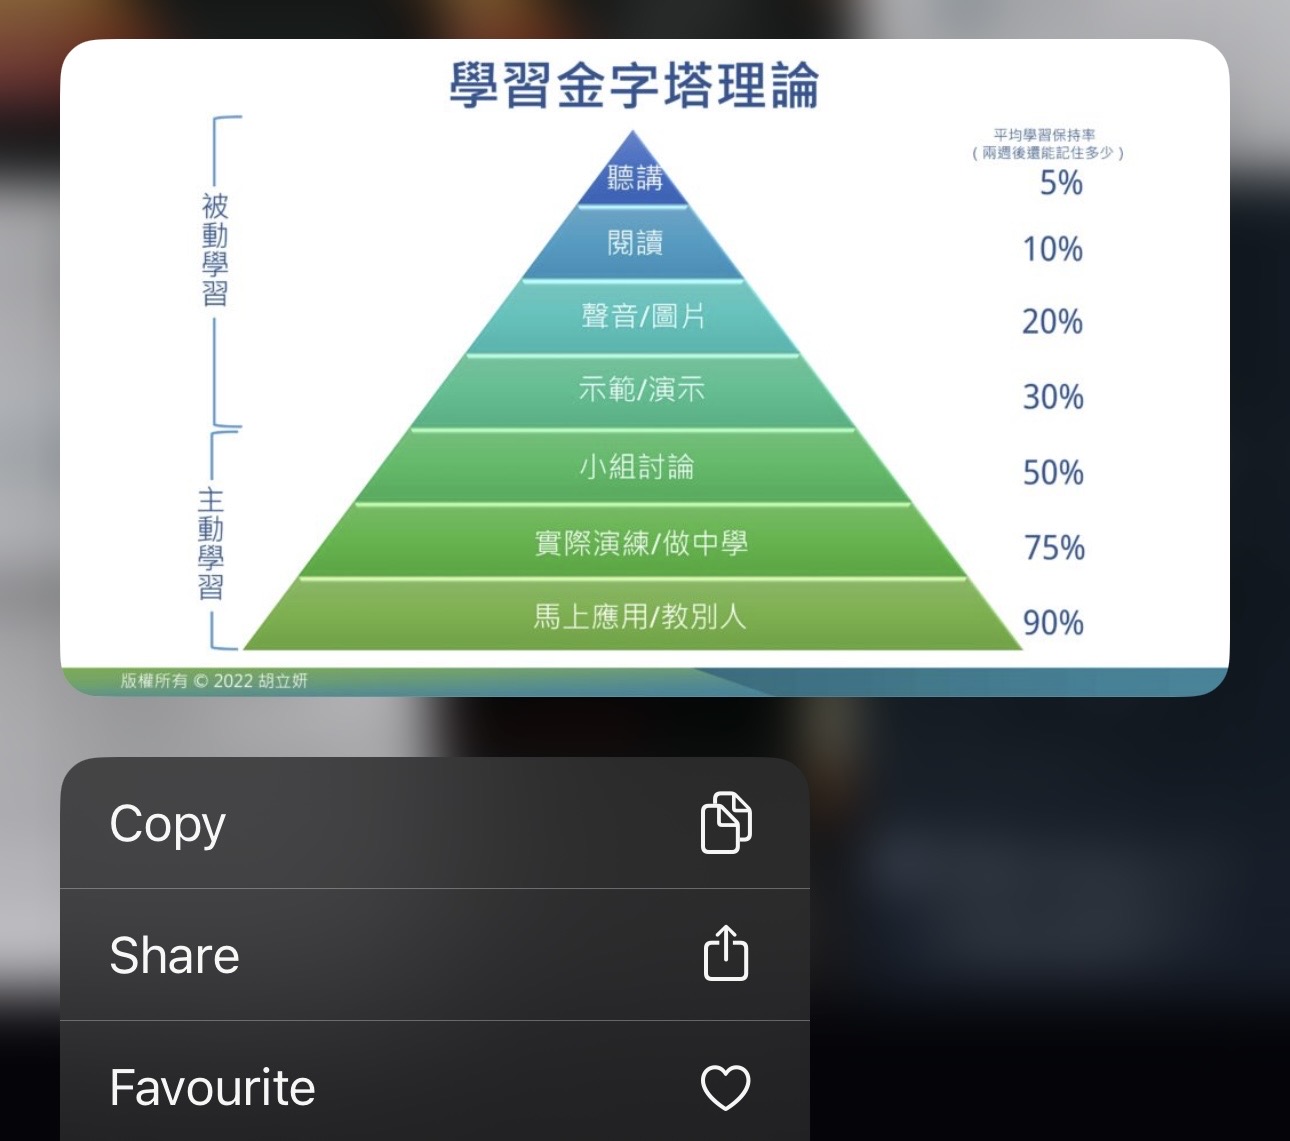 學習金字塔理論
平均學習保持率
（兩週後還能記住多少）
被動學習
聽講 5%
閱讀 10%
聲音/圖片 20%
示範/演示 30%
主動學習
小組討論 50%
實際演練/做中學 75%
馬上應用/教別人 90%
版權所有 © 2022 胡立妍
Copy
Share
Favourite